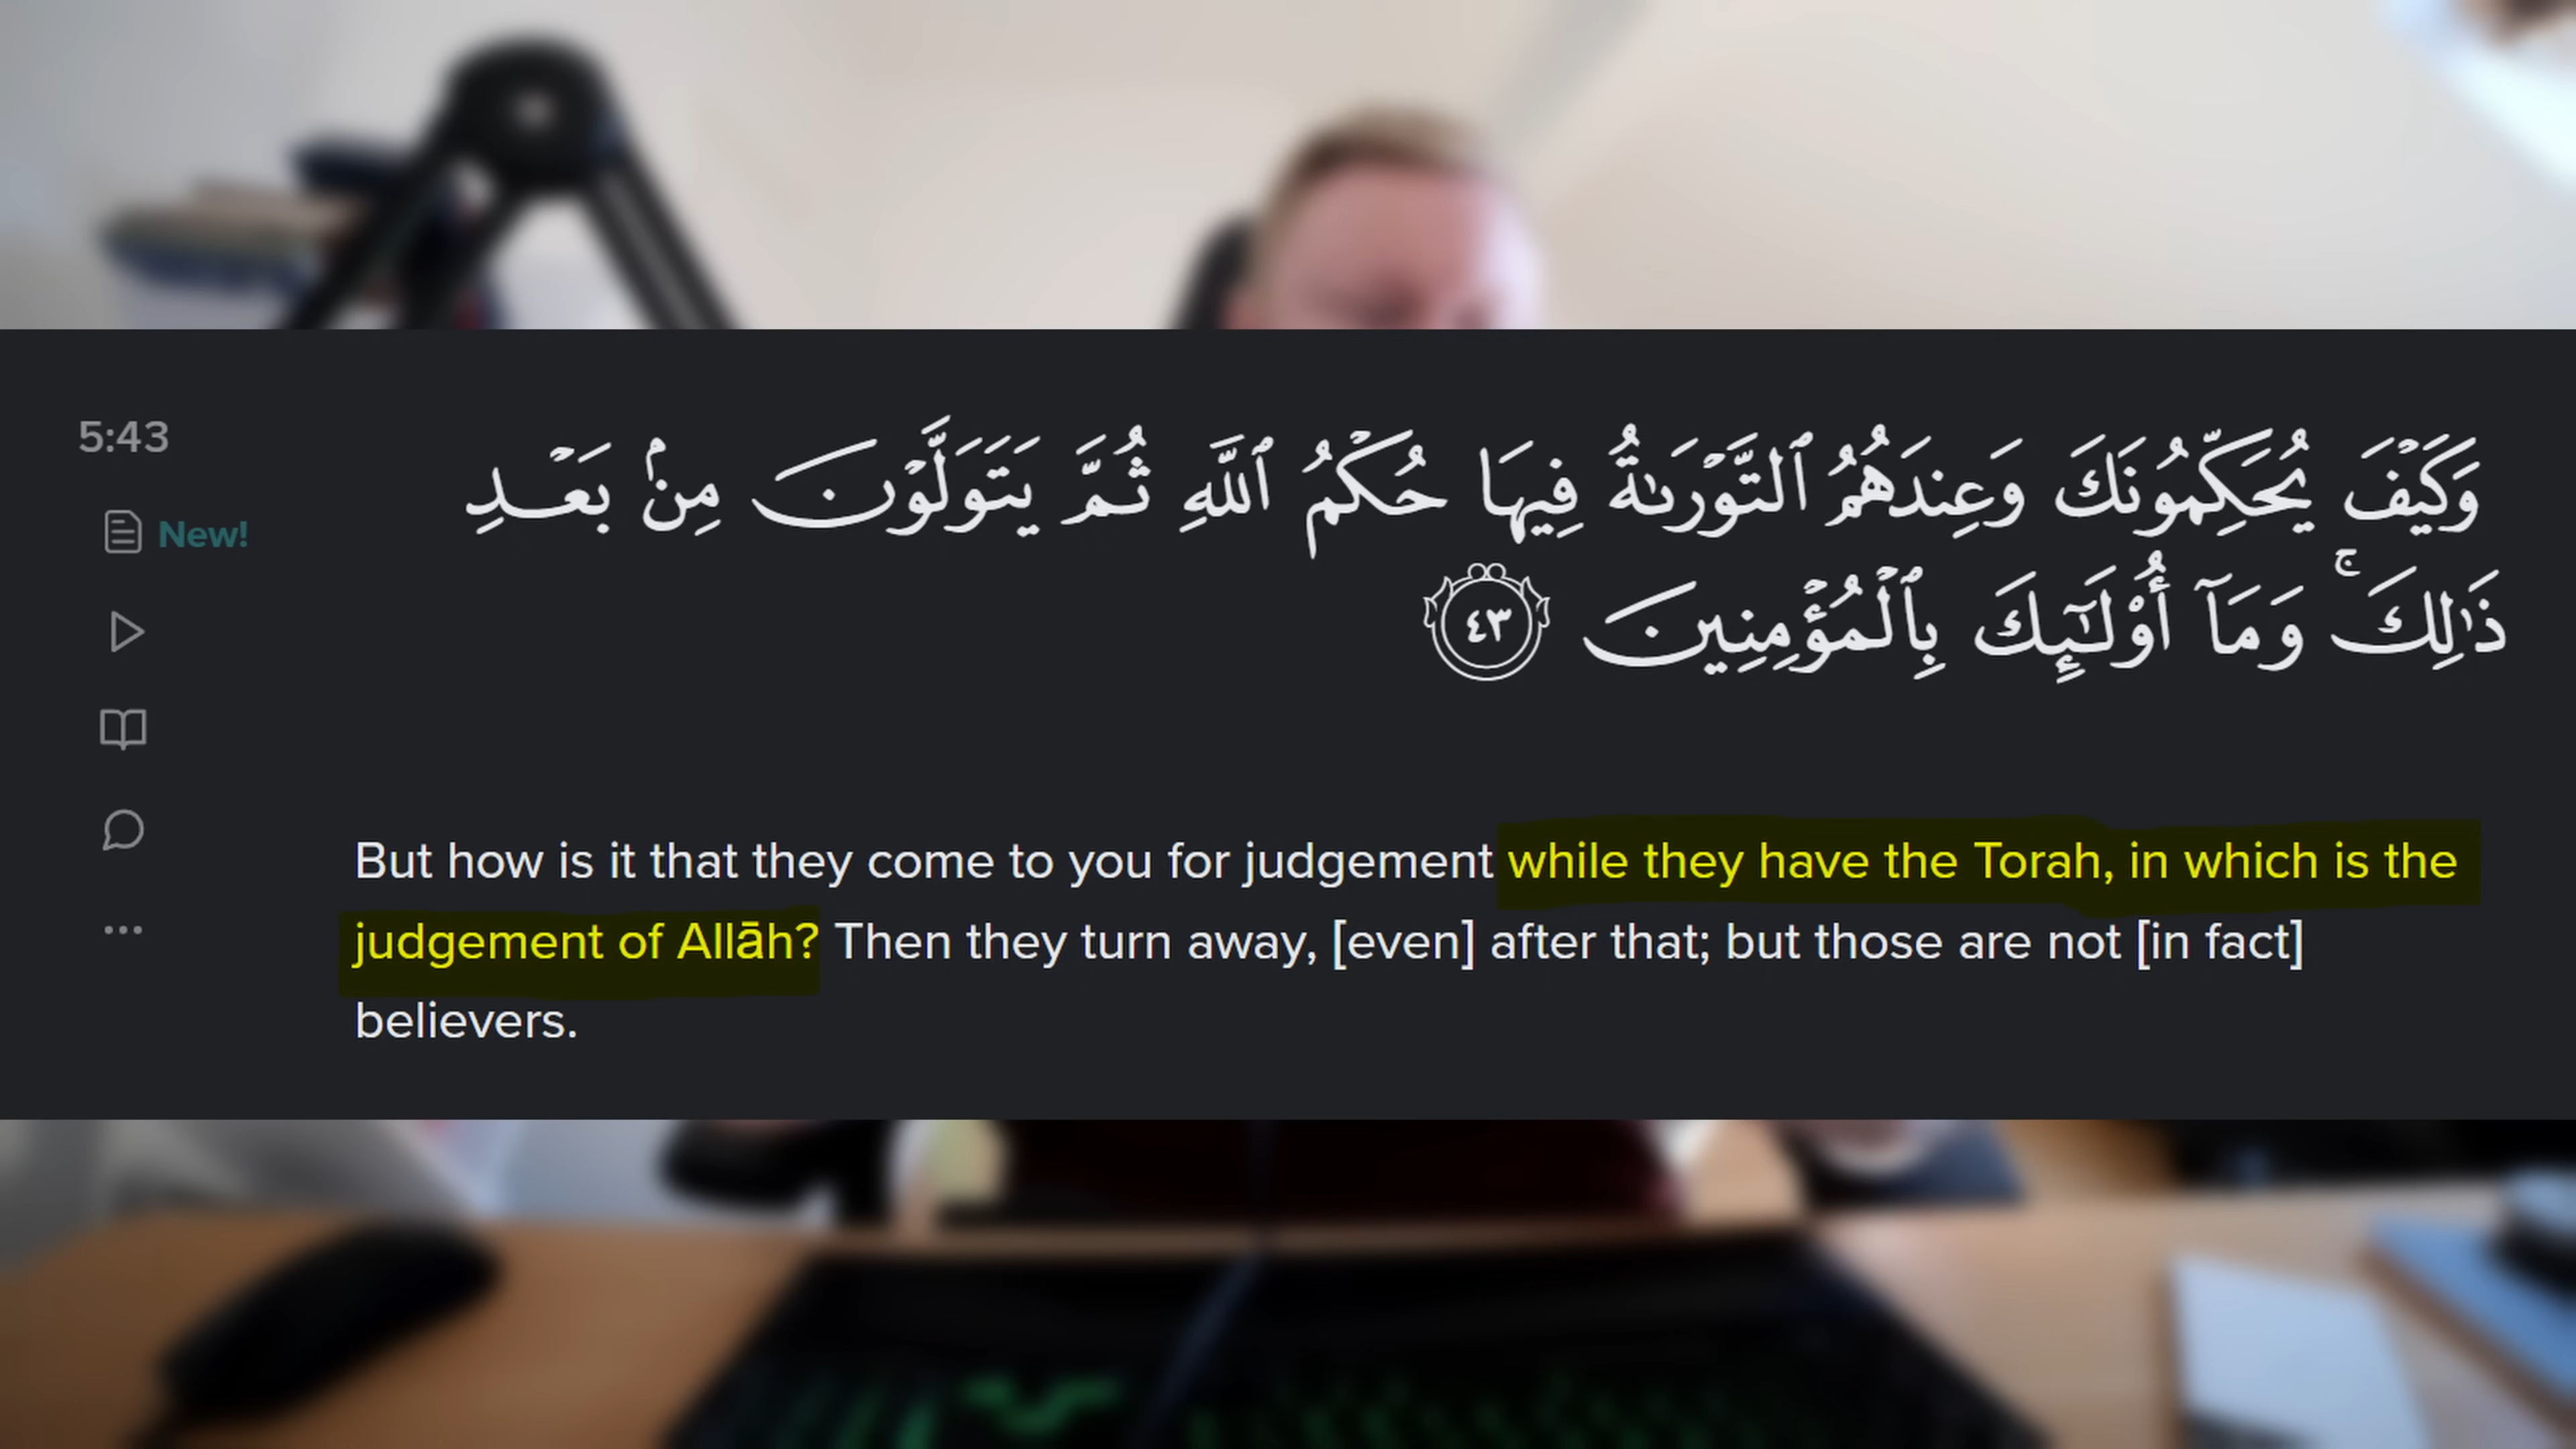 5:43
وَكَيْفَ يُحَكِّمُونَكَ وَعِندَهُمُ ٱلتَّوْرَىٰةُ فِيهَا حُكْمُ ٱللَّهِ ثُمَّ يَتَوَلَّوْنَ مِنۢ بَعْدِ
ذَٰلِكَ ۚ وَمَآ أُو۟لَـٰٓئِكَ بِٱلْمُؤْمِنِينَ ٤٣
New!
But how is it that they come to you for judgement while they have the Torah, in which is the
judgement of Allāh? Then they turn away, [even] after that; but those are not [in fact]
believers.